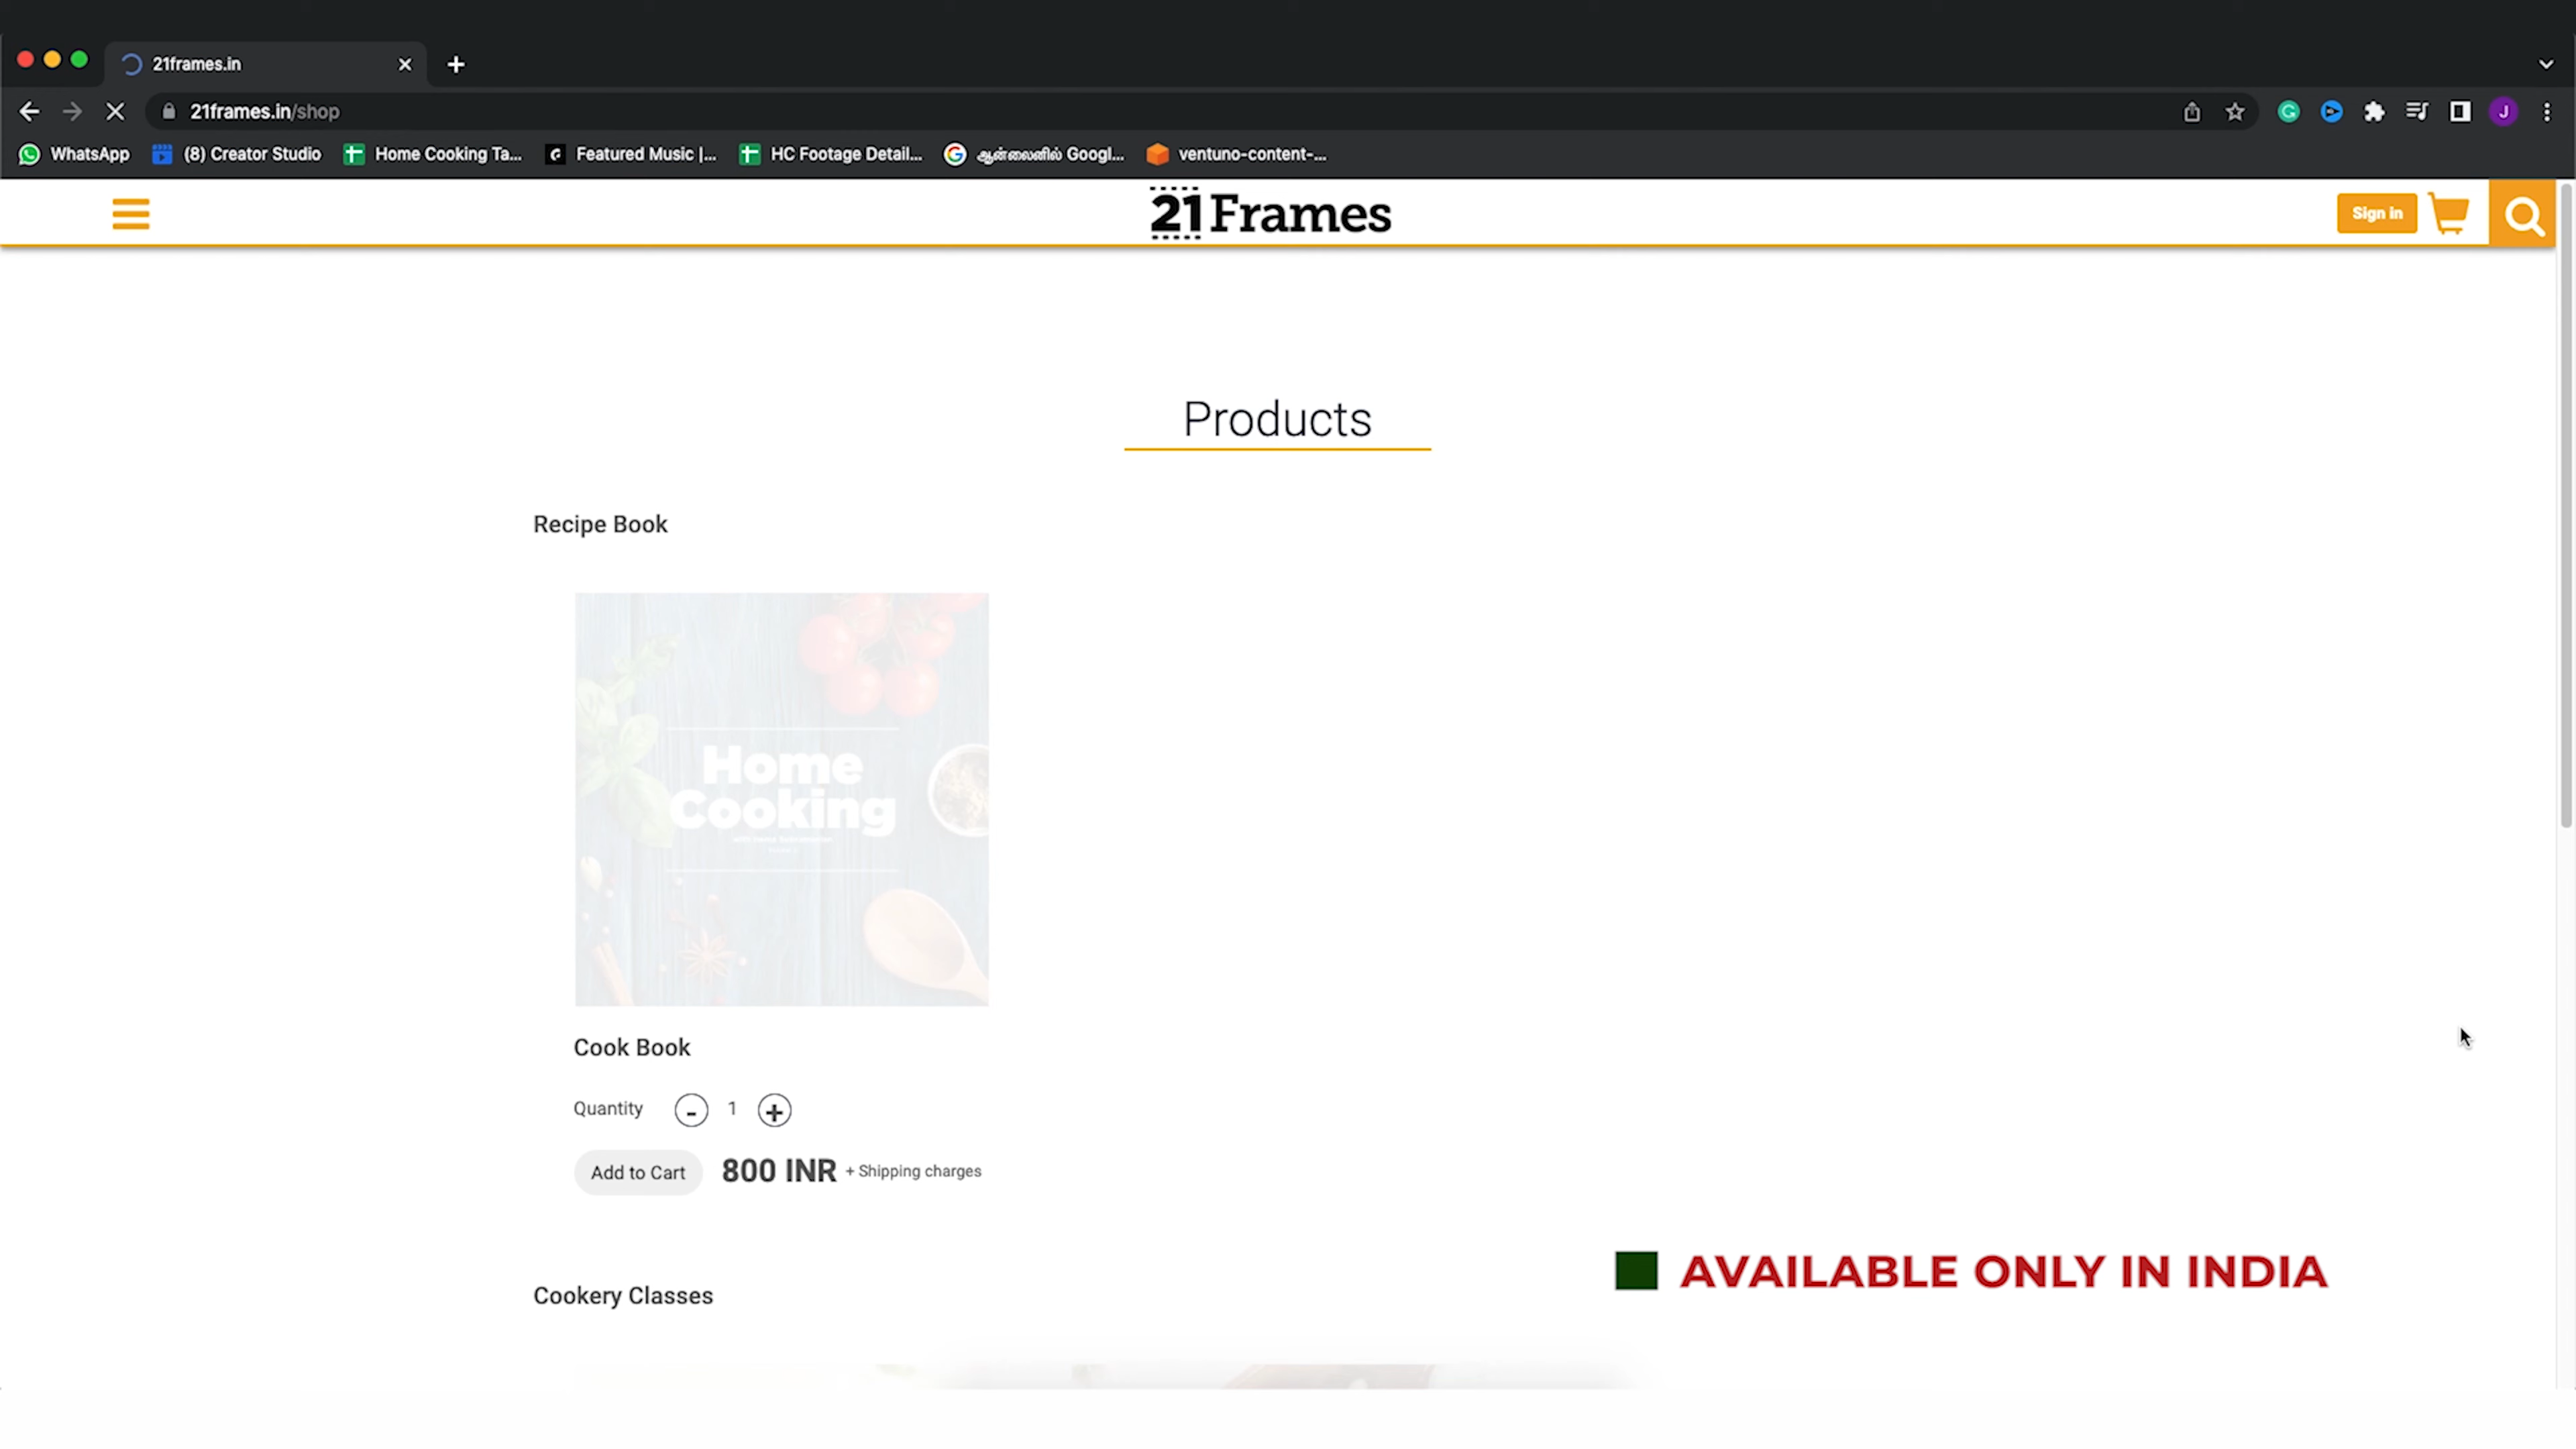 21frames.in
21frames.in/shop
WhatsApp (8) Creator Studio Home Cooking Ta... Featured Music |... HC Footage Detail... ஆன்லைனில் Googl... ventuno-content-...
21Frames
Sign in
Products
Recipe Book
Home
Cooking
Cook Book
Quantity - 1 +
Add to Cart 800 INR + Shipping charges
AVAILABLE ONLY IN INDIA
Cookery Classes